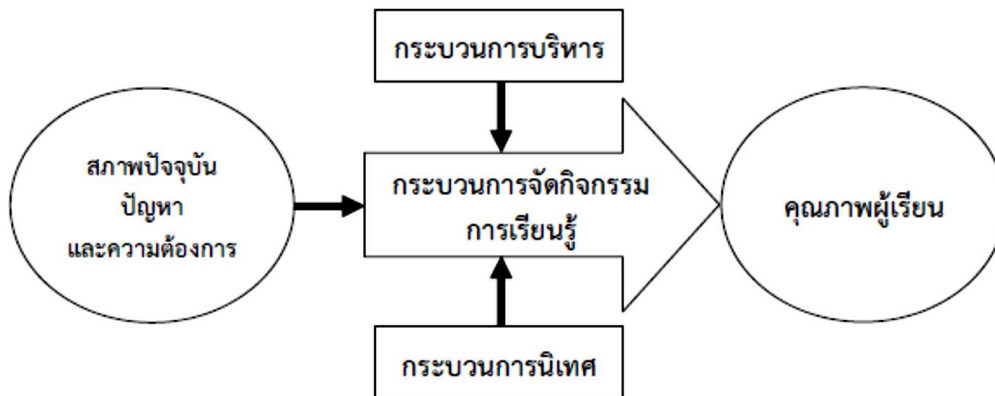 กระบวนการบริหาร
สภาพปัจจุบัน
ปัญหา
และความต้องการ
กระบวนการจัดกิจกรรม
การเรียนรู้
คุณภาพผู้เรียน
กระบวนการนิเทศ